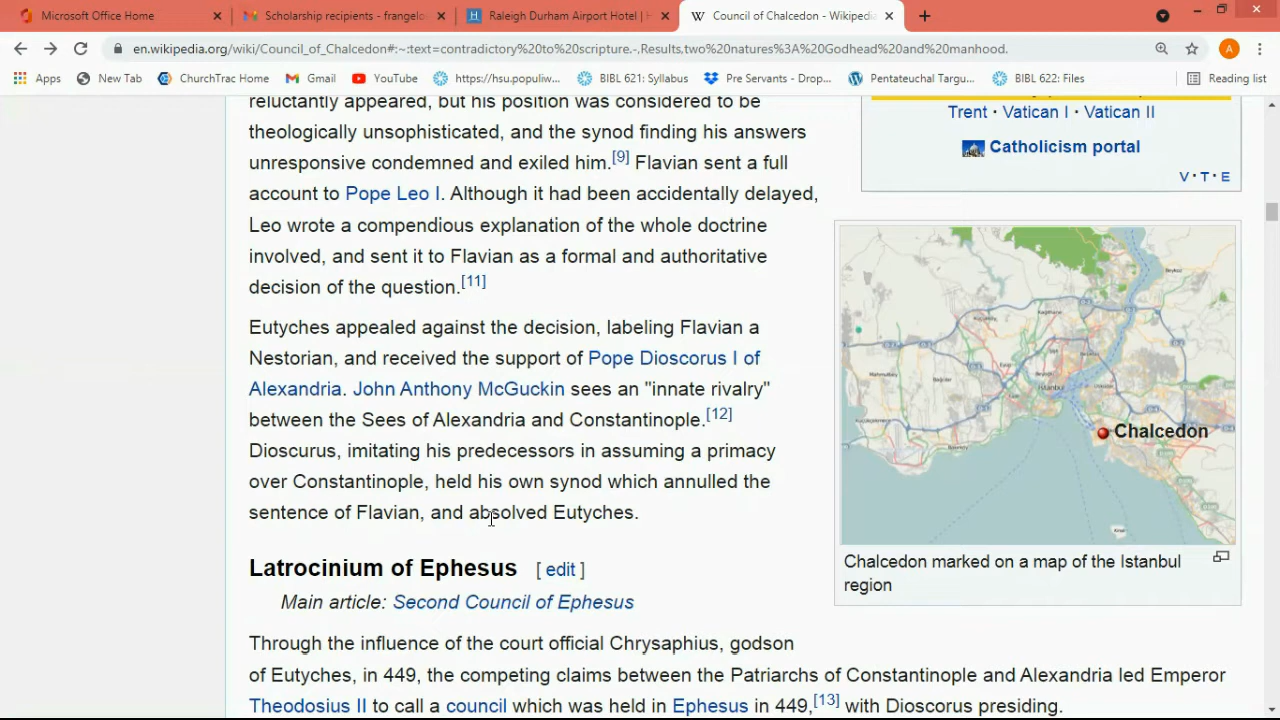 Microsoft Office Home
Scholarship recipients - frangelo
Raleigh Durham Airport Hotel | H
Council of Chalcedon - Wikipedia
en.wikipedia.org/wiki/Council_of_Chalcedon#:~:text=contradictory%20to%20scripture.-,Results,two%20natures%3A%20Godhead%20and%20manhood.
A
Apps
New Tab
ChurchTrac Home
Gmail
YouTube
https://hsu.populiw...
BIBL 621: Syllabus
Pre Servants - Drop...
Pentateuchal Targu...
BIBL 622: Files
Reading list
reluctantly appeared, but his position was considered to be
theologically unsophisticated, and the synod finding his answers
unresponsive condemned and exiled him.[9] Flavian sent a full
account to Pope Leo I. Although it had been accidentally delayed,
Leo wrote a compendious explanation of the whole doctrine
involved, and sent it to Flavian as a formal and authoritative
decision of the question.[11]
Eutyches appealed against the decision, labeling Flavian a
Nestorian, and received the support of Pope Dioscorus I of
Alexandria. John Anthony McGuckin sees an "innate rivalry"
between the Sees of Alexandria and Constantinople.[12]
Dioscurus, imitating his predecessors in assuming a primacy
over Constantinople, held his own synod which annulled the
sentence of Flavian, and absolved Eutyches.
Latrocinium of Ephesus [ edit ]
Main article: Second Council of Ephesus
Through the influence of the court official Chrysaphius, godson
of Eutyches, in 449, the competing claims between the Patriarchs of Constantinople and Alexandria led Emperor
Theodosius II to call a council which was held in Ephesus in 449,[13] with Dioscorus presiding.
Trent · Vatican I · Vatican II
Catholicism portal
V · T · E
Istanbul
Chalcedon
Chalcedon marked on a map of the Istanbul
region